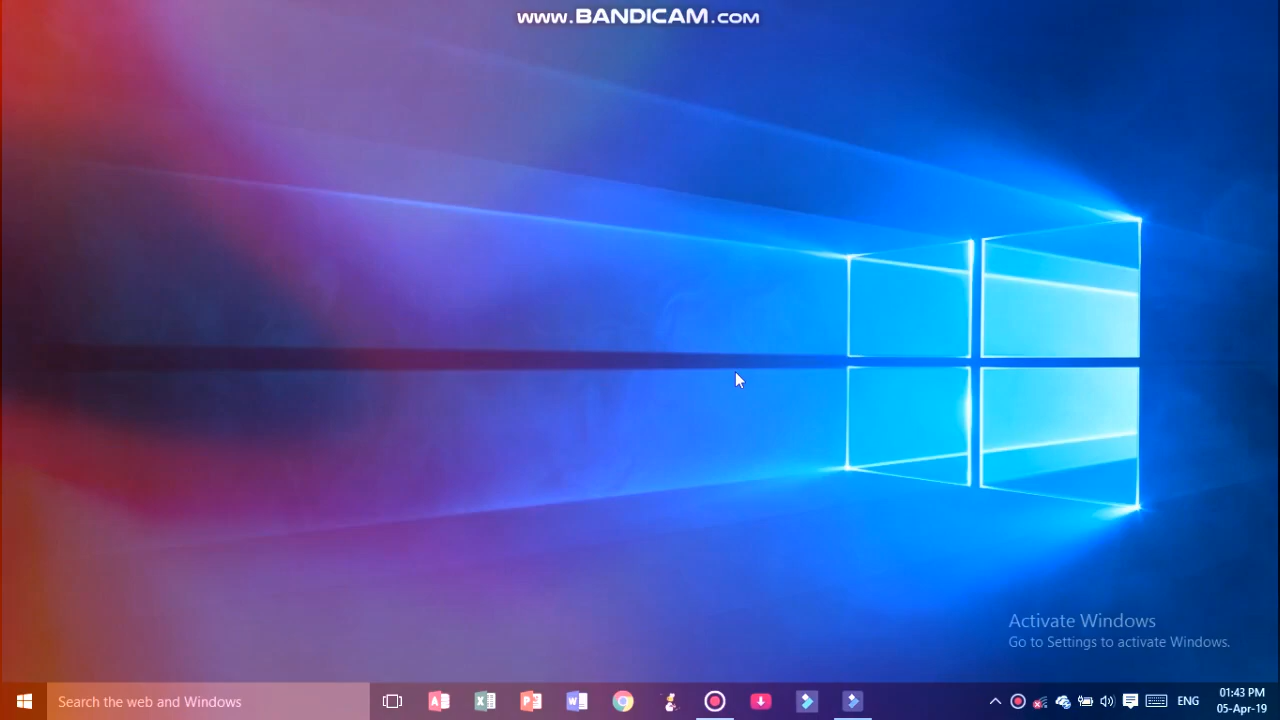 www.BANDICAM.com
Activate Windows
Go to Settings to activate Windows.
Search the web and Windows
A
X
P
W
ENG
01:43 PM
05-Apr-19